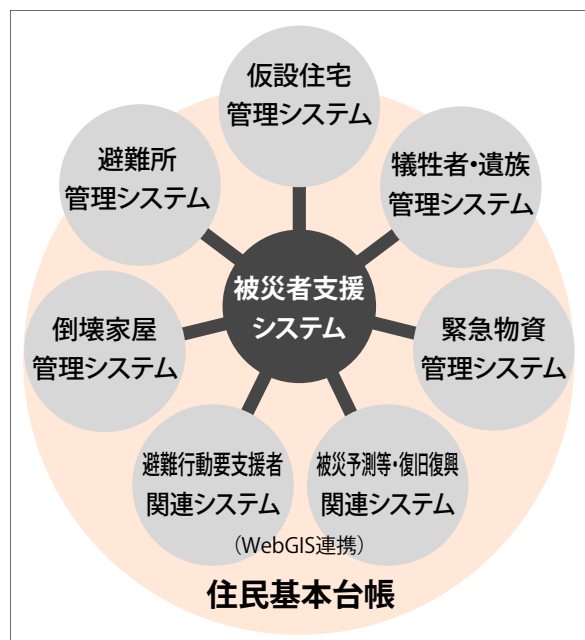 仮設住宅
管理システム
避難所
管理システム
犠牲者・遺族
管理システム
被災者支援
システム
倒壊家屋
管理システム
緊急物資
管理システム
避難行動要支援者
関連システム
被災予測等・復旧復興
関連システム
（WebGIS連携）
住民基本台帳